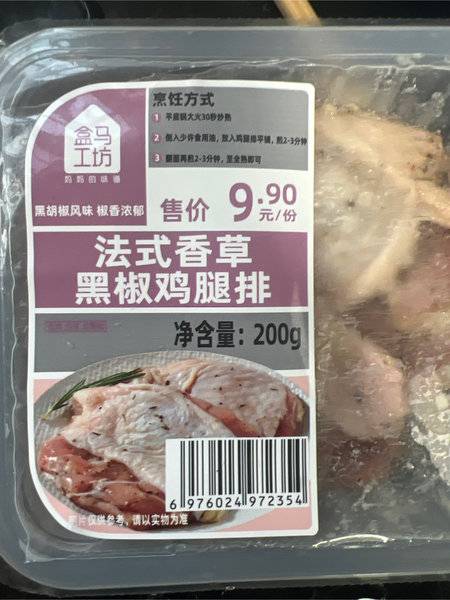 盒马
工坊
妈妈的味道
黑胡椒风味 椒香浓郁
烹饪方式
1 平底锅大火30秒炒熟
2 倒入少许食用油,放入鸡腿排平铺,煎2-3分钟
3 翻面再煎2-3分钟,至全熟即可
售价 9.90
元/份
法式香草
黑椒鸡腿排
净含量:200g
6 976024 972354
图片仅供参考,请以实物为准